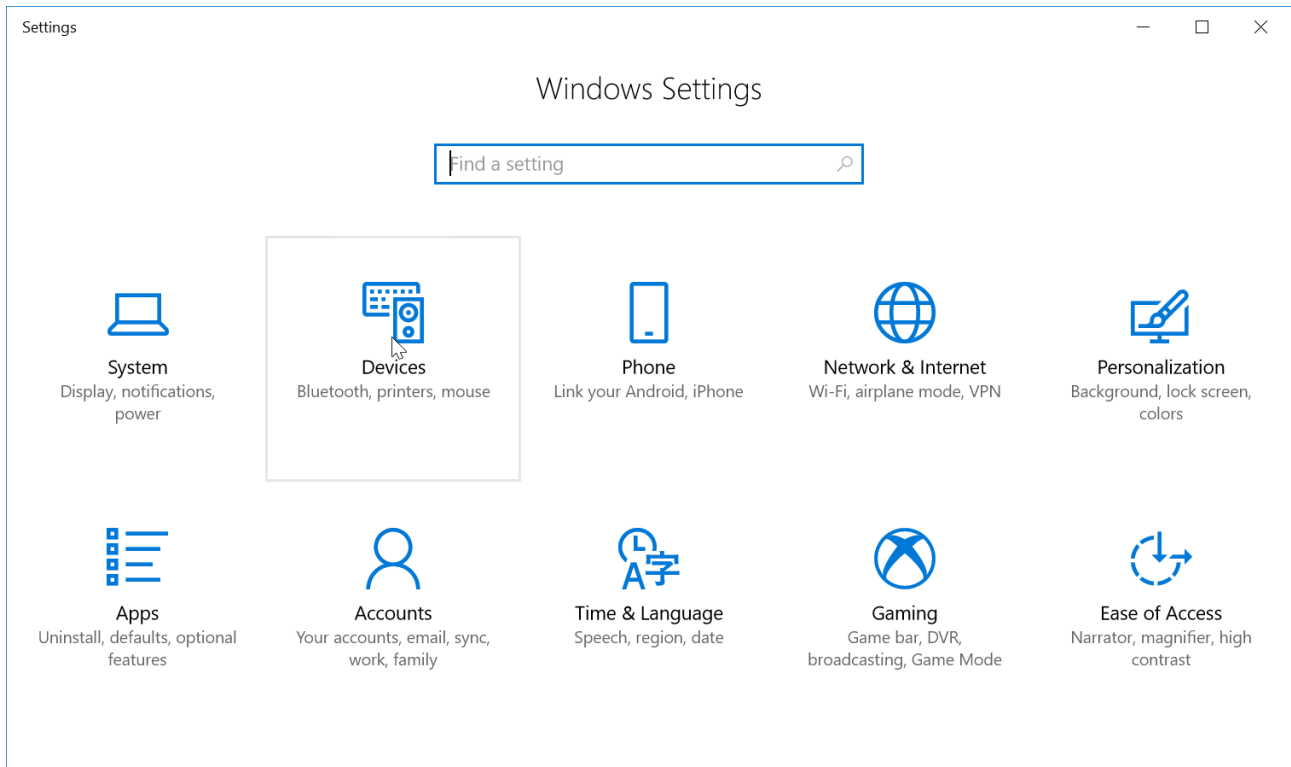 Settings
Windows Settings
Find a setting
System
Display, notifications,
power
Devices
Bluetooth, printers, mouse
Phone
Link your Android, iPhone
Network & Internet
Wi-Fi, airplane mode, VPN
Personalization
Background, lock screen,
colors
Apps
Uninstall, defaults, optional
features
Accounts
Your accounts, email, sync,
work, family
Time & Language
Speech, region, date
Gaming
Game bar, DVR,
broadcasting, Game Mode
Ease of Access
Narrator, magnifier, high
contrast